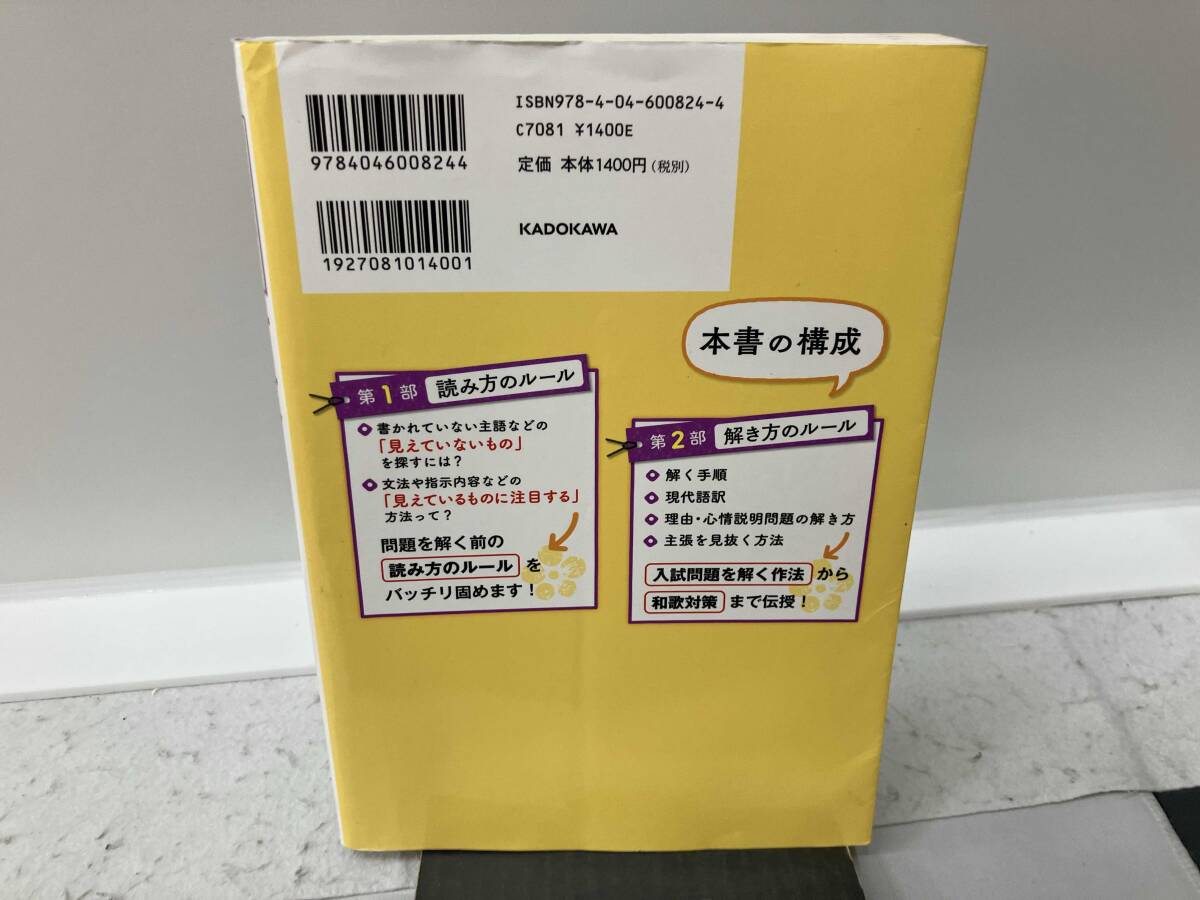 ISBN978-4-04-600824-4
C7081 ¥1400E
定価 本体1400円(税別)
9784046008244
1927081014001
KADOKAWA
本書の構成
第1部 読み方のルール
書かれていない主語などの
「見えていないもの」
を探すには？
文法や指示内容などの
「見えているものに注目する」
方法って？
問題を解く前の
読み方のルール を
バッチリ固めます！
第2部 解き方のルール
解く手順
現代語訳
理由・心情説明問題の解き方
主張を見抜く方法
入試問題を解く作法 から
和歌対策 まで伝授！